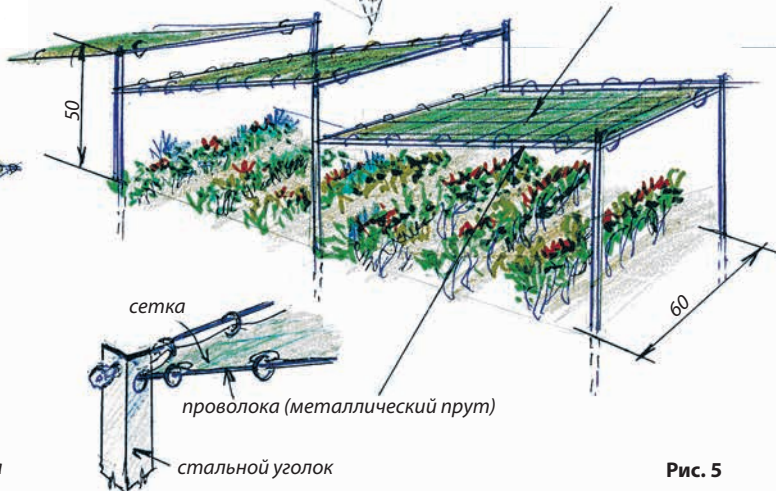 50
60
сетка
проволока (металлический прут)
стальной уголок
Рис. 5